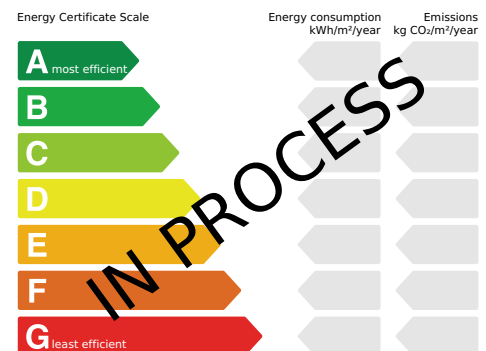 Energy Certificate Scale
Energy consumption
kWh/m²/year
Emissions
kg CO₂/m²/year
A most efficient
B
C
D
E
F
G least efficient
IN PROCESS